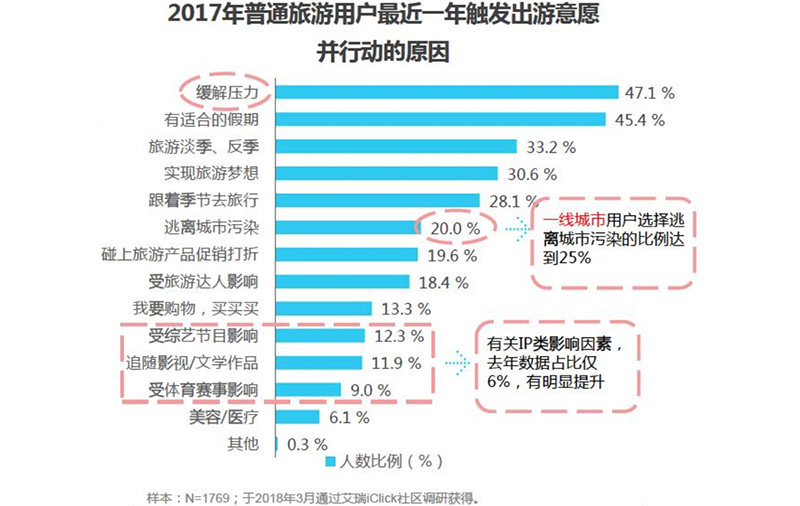 2017年普通旅游用户最近一年触发出游意愿
并行动的原因
缓解压力 47.1 %
有适合的假期 45.4 %
旅游淡季、反季 33.2 %
实现旅游梦想 30.6 %
跟着季节去旅行 28.1 %
逃离城市污染 20.0 %
碰上旅游产品促销打折 19.6 %
受旅游达人影响 18.4 %
我要购物，买买买 13.3 %
受综艺节目影响 12.3 %
追随影视/文学作品 11.9 %
受体育赛事影响 9.0 %
美容/医疗 6.1 %
其他 0.3 %
一线城市用户选择逃
离城市污染的比例达
到25%
有关IP类影响因素，
去年数据占比仅
6%，有明显提升
人数比例（%）
样本：N=1769；于2018年3月通过艾瑞iClick社区调研获得。